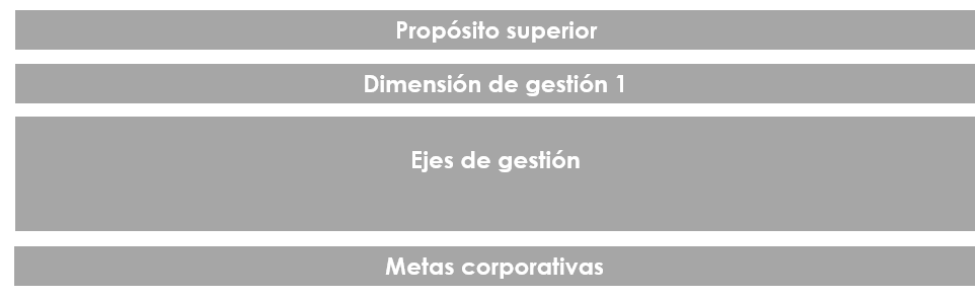 Propósito superior
Dimensión de gestión 1
Ejes de gestión
Metas corporativas